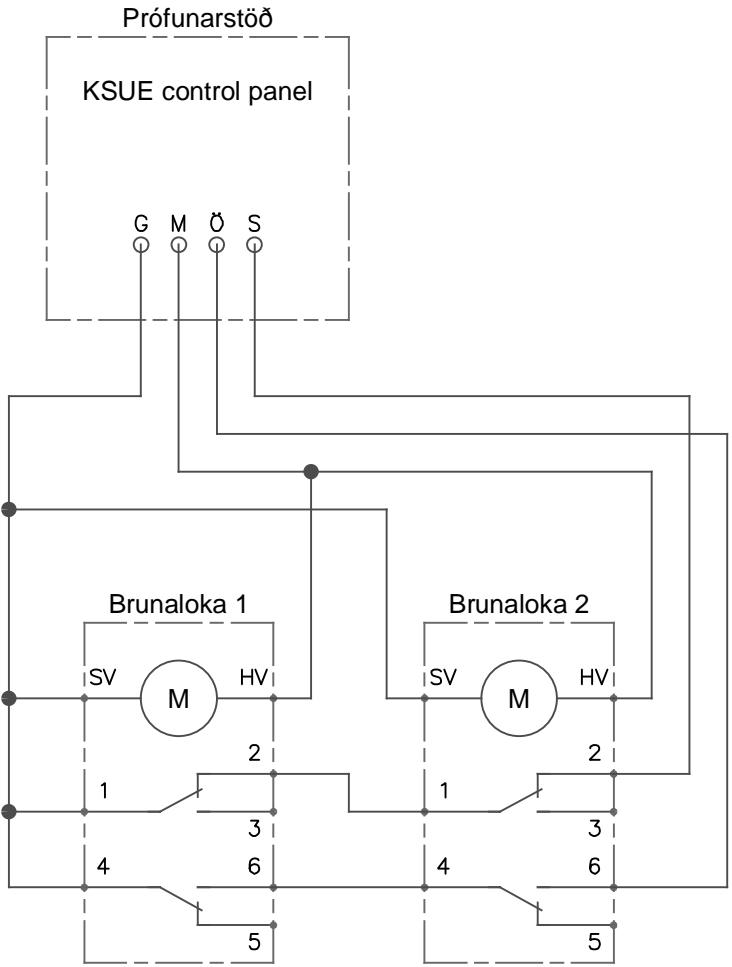 Prófunarstöð
KSUE control panel
G M Ö S
Brunaloka 1 Brunaloka 2
SV M HV SV M HV
2 2
1 1
3 3
4 6 4 6
5 5